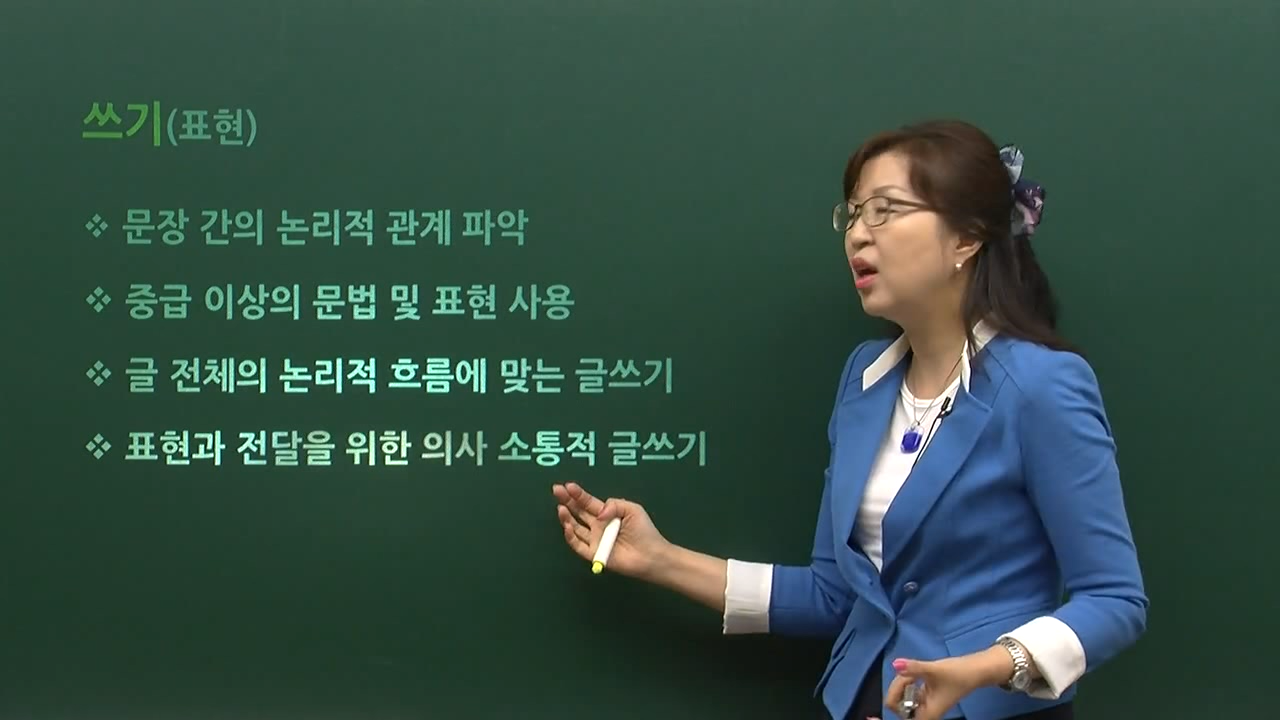 쓰기(표현)
❖ 문장 간의 논리적 관계 파악
❖ 중급 이상의 문법 및 표현 사용
❖ 글 전체의 논리적 흐름에 맞는 글쓰기
❖ 표현과 전달을 위한 의사 소통적 글쓰기